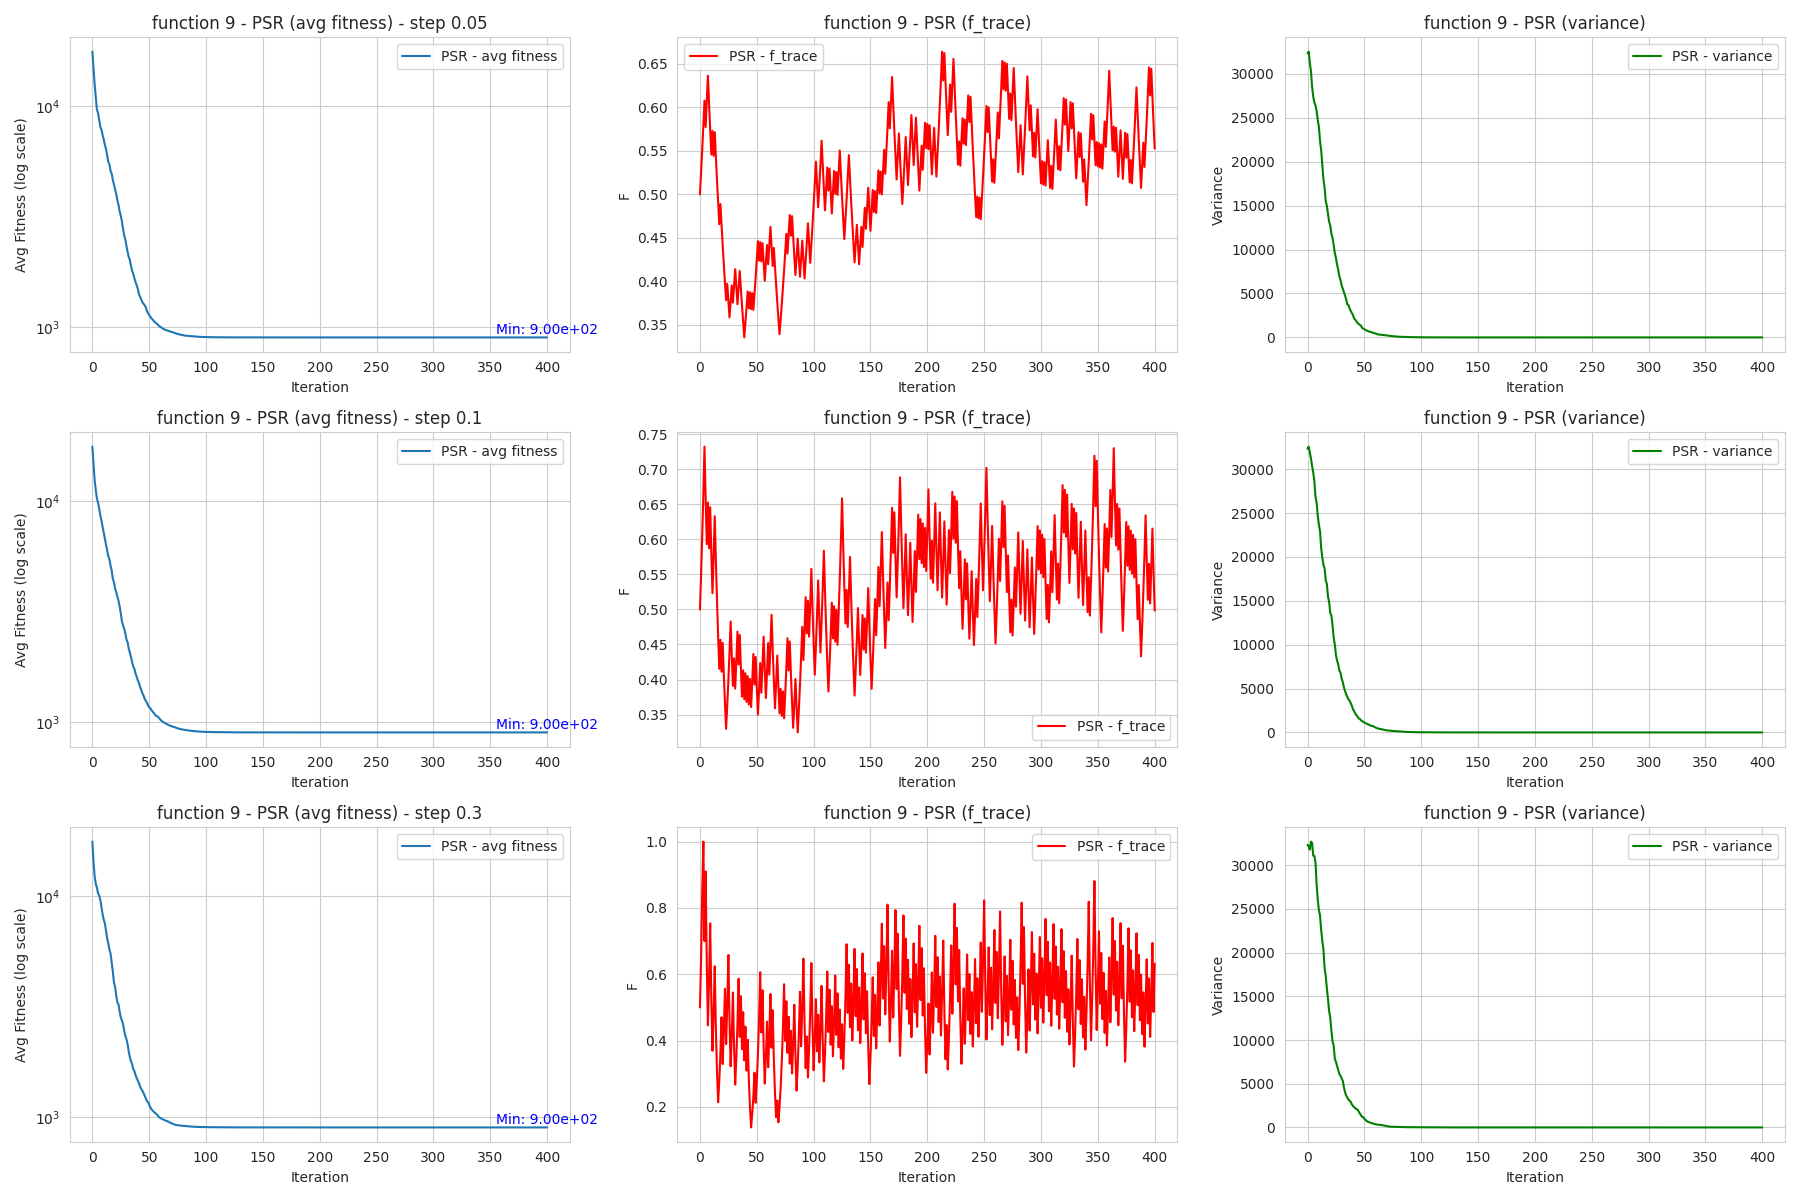 function 9 - PSR (avg fitness) - step 0.05
PSR - avg fitness
Avg Fitness (log scale)
10^4
10^3
Min: 9.00e+02
0 50 100 150 200 250 300 350 400
Iteration
function 9 - PSR (f_trace)
PSR - f_trace
F
0.65
0.60
0.55
0.50
0.45
0.40
0.35
0 50 100 150 200 250 300 350 400
Iteration
function 9 - PSR (variance)
PSR - variance
Variance
30000
25000
20000
15000
10000
5000
0
0 50 100 150 200 250 300 350 400
Iteration
function 9 - PSR (avg fitness) - step 0.1
PSR - avg fitness
Avg Fitness (log scale)
10^4
10^3
Min: 9.00e+02
0 50 100 150 200 250 300 350 400
Iteration
function 9 - PSR (f_trace)
F
0.75
0.70
0.65
0.60
0.55
0.50
0.45
0.40
0.35
PSR - f_trace
0 50 100 150 200 250 300 350 400
Iteration
function 9 - PSR (variance)
PSR - variance
Variance
30000
25000
20000
15000
10000
5000
0
0 50 100 150 200 250 300 350 400
Iteration
function 9 - PSR (avg fitness) - step 0.3
PSR - avg fitness
Avg Fitness (log scale)
10^4
10^3
Min: 9.00e+02
0 50 100 150 200 250 300 350 400
Iteration
function 9 - PSR (f_trace)
PSR - f_trace
F
1.0
0.8
0.6
0.4
0.2
0 50 100 150 200 250 300 350 400
Iteration
function 9 - PSR (variance)
PSR - variance
Variance
30000
25000
20000
15000
10000
5000
0
0 50 100 150 200 250 300 350 400
Iteration